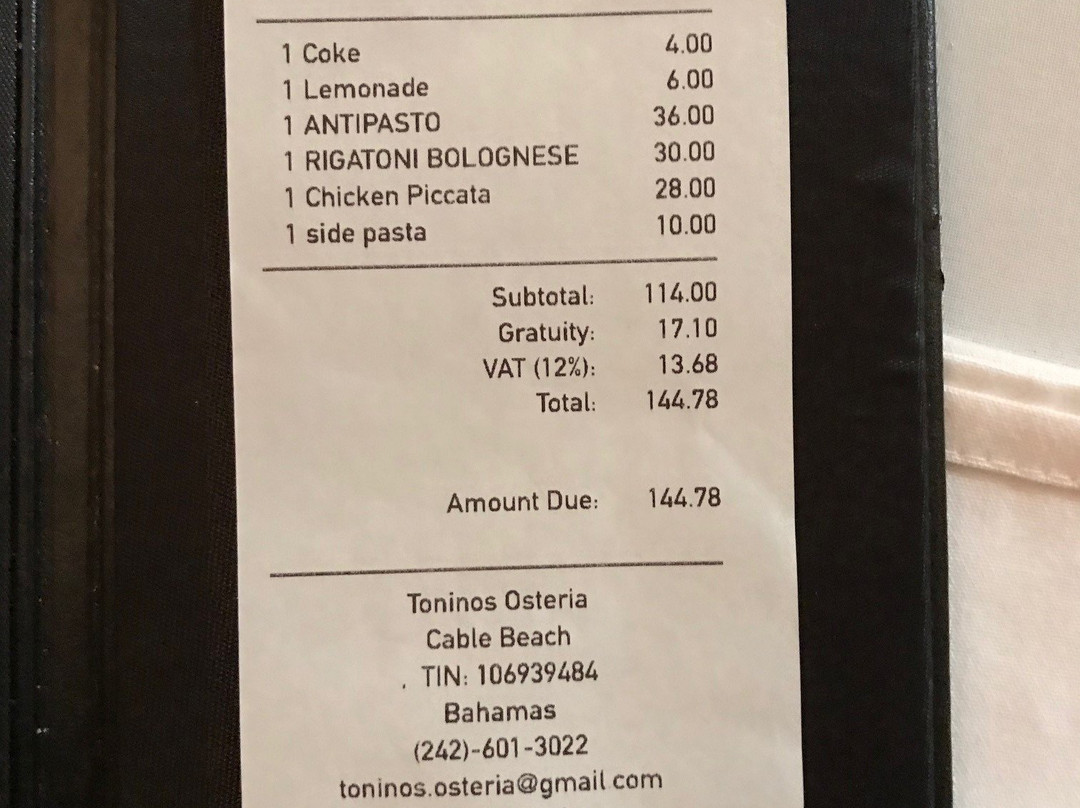 1 Coke 4.00
1 Lemonade 6.00
1 ANTIPASTO 36.00
1 RIGATONI BOLOGNESE 30.00
1 Chicken Piccata 28.00
1 side pasta 10.00
Subtotal: 114.00
Gratuity: 17.10
VAT (12%): 13.68
Total: 144.78
Amount Due: 144.78
Toninos Osteria
Cable Beach
. TIN: 106939484
Bahamas
(242)-601-3022
toninos.osteria@gmail.com